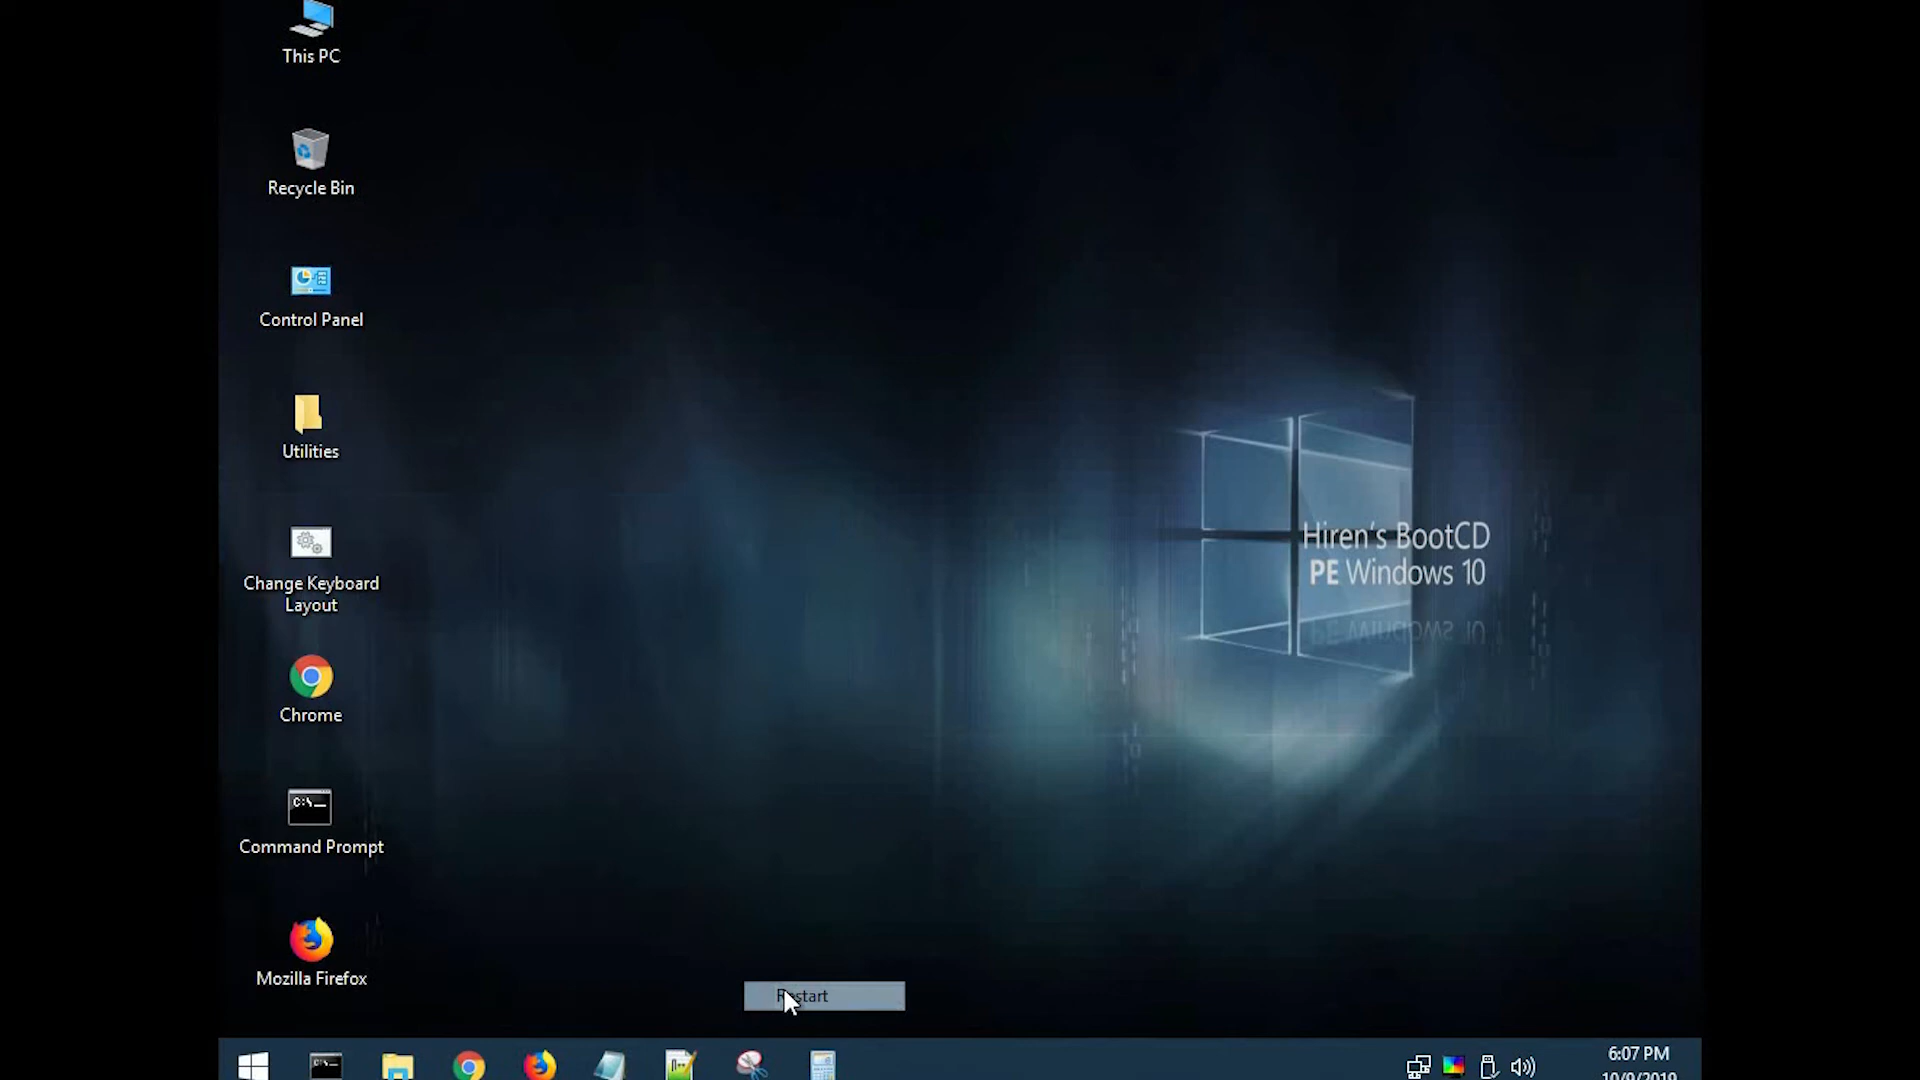 This PC
Recycle Bin
Control Panel
Utilities
Change Keyboard
Layout
Chrome
Command Prompt
Mozilla Firefox
Hiren's BootCD
PE Windows 10
Restart
6:07 PM
10/9/2019